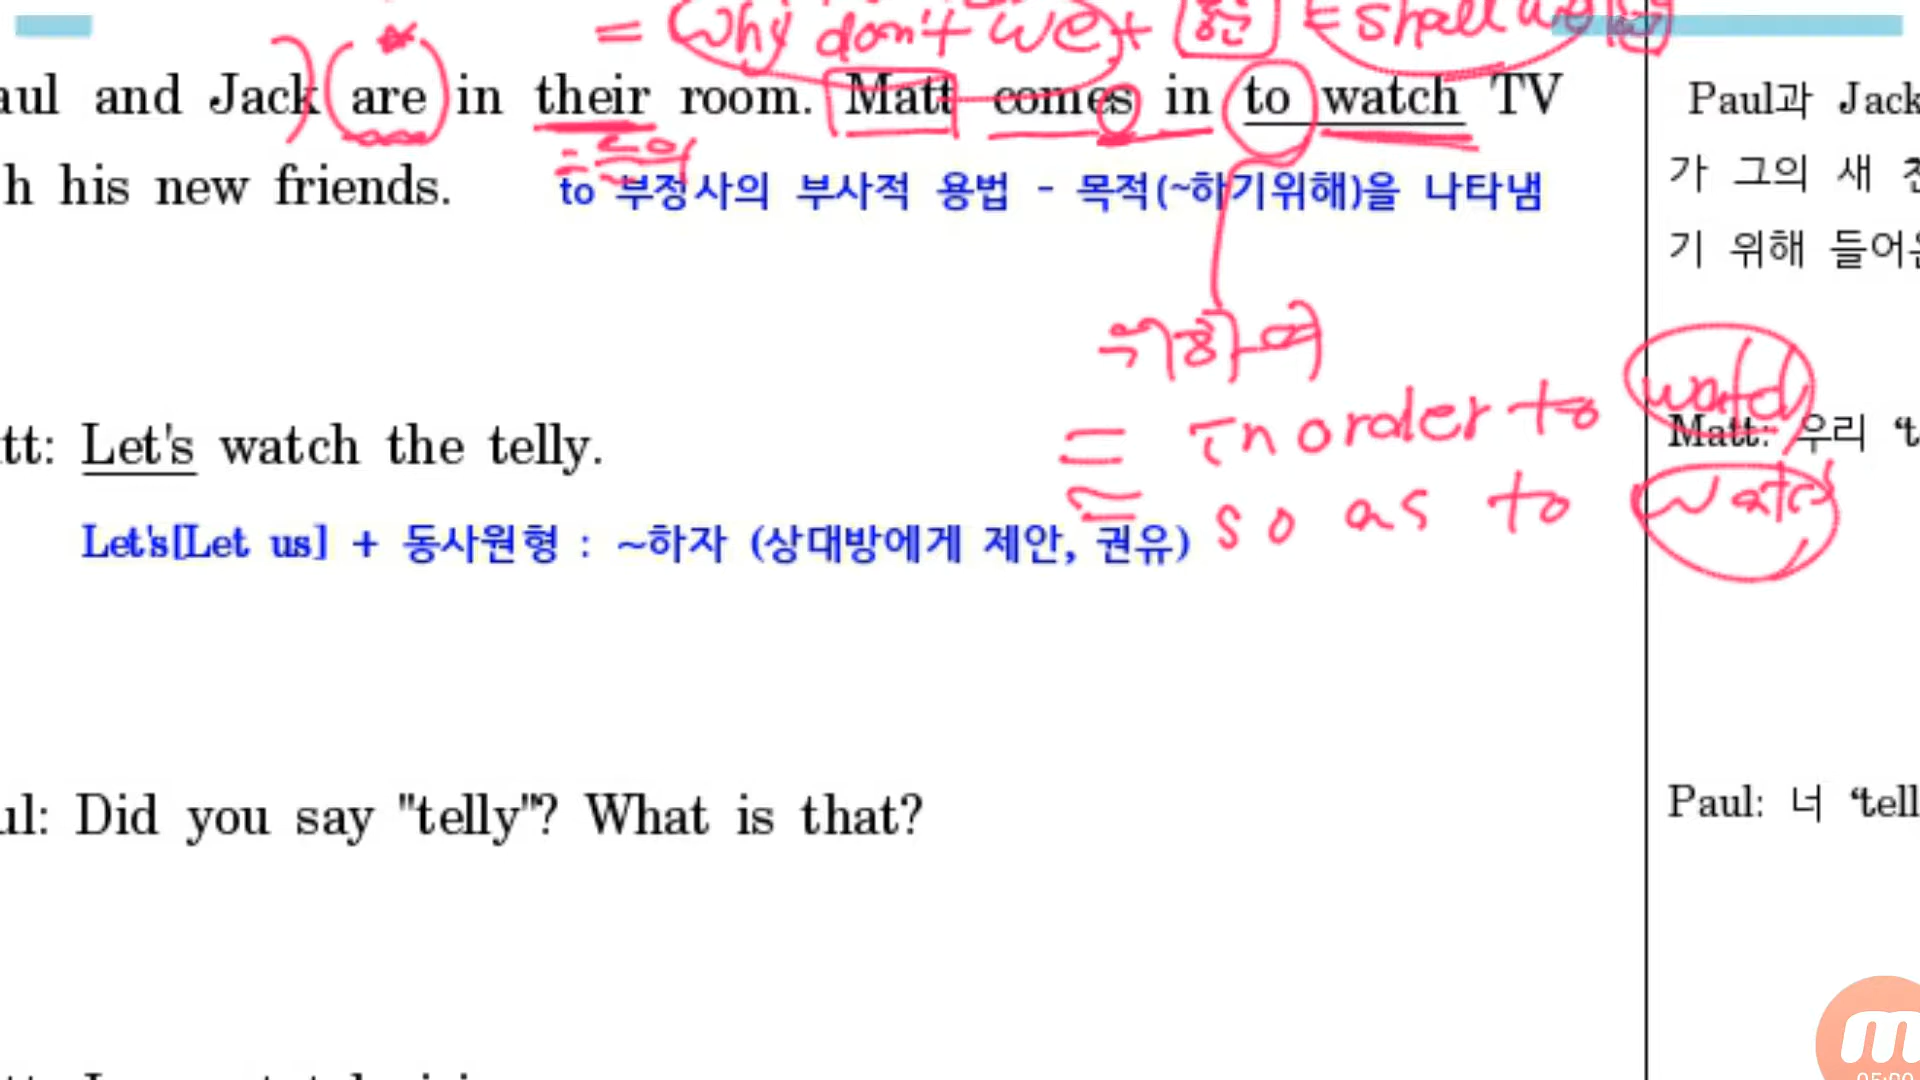 = Why don't we + = shall we
aul and Jack are in their room. Matt comes in to watch TV
h his new friends.
to 부정사의 부사적 용법 - 목적(~하기위해)을 나타냄
Paul과 Jack
가 그의 새
기 위해 들어
위하여
= in order to watch
= so as to watch
tt: Let's watch the telly.
Let's[Let us] + 동사원형 : ~하자 (상대방에게 제안, 권유)
Matt: 우리 ‘t
ul: Did you say "telly"? What is that?
Paul: 너 ‘tell